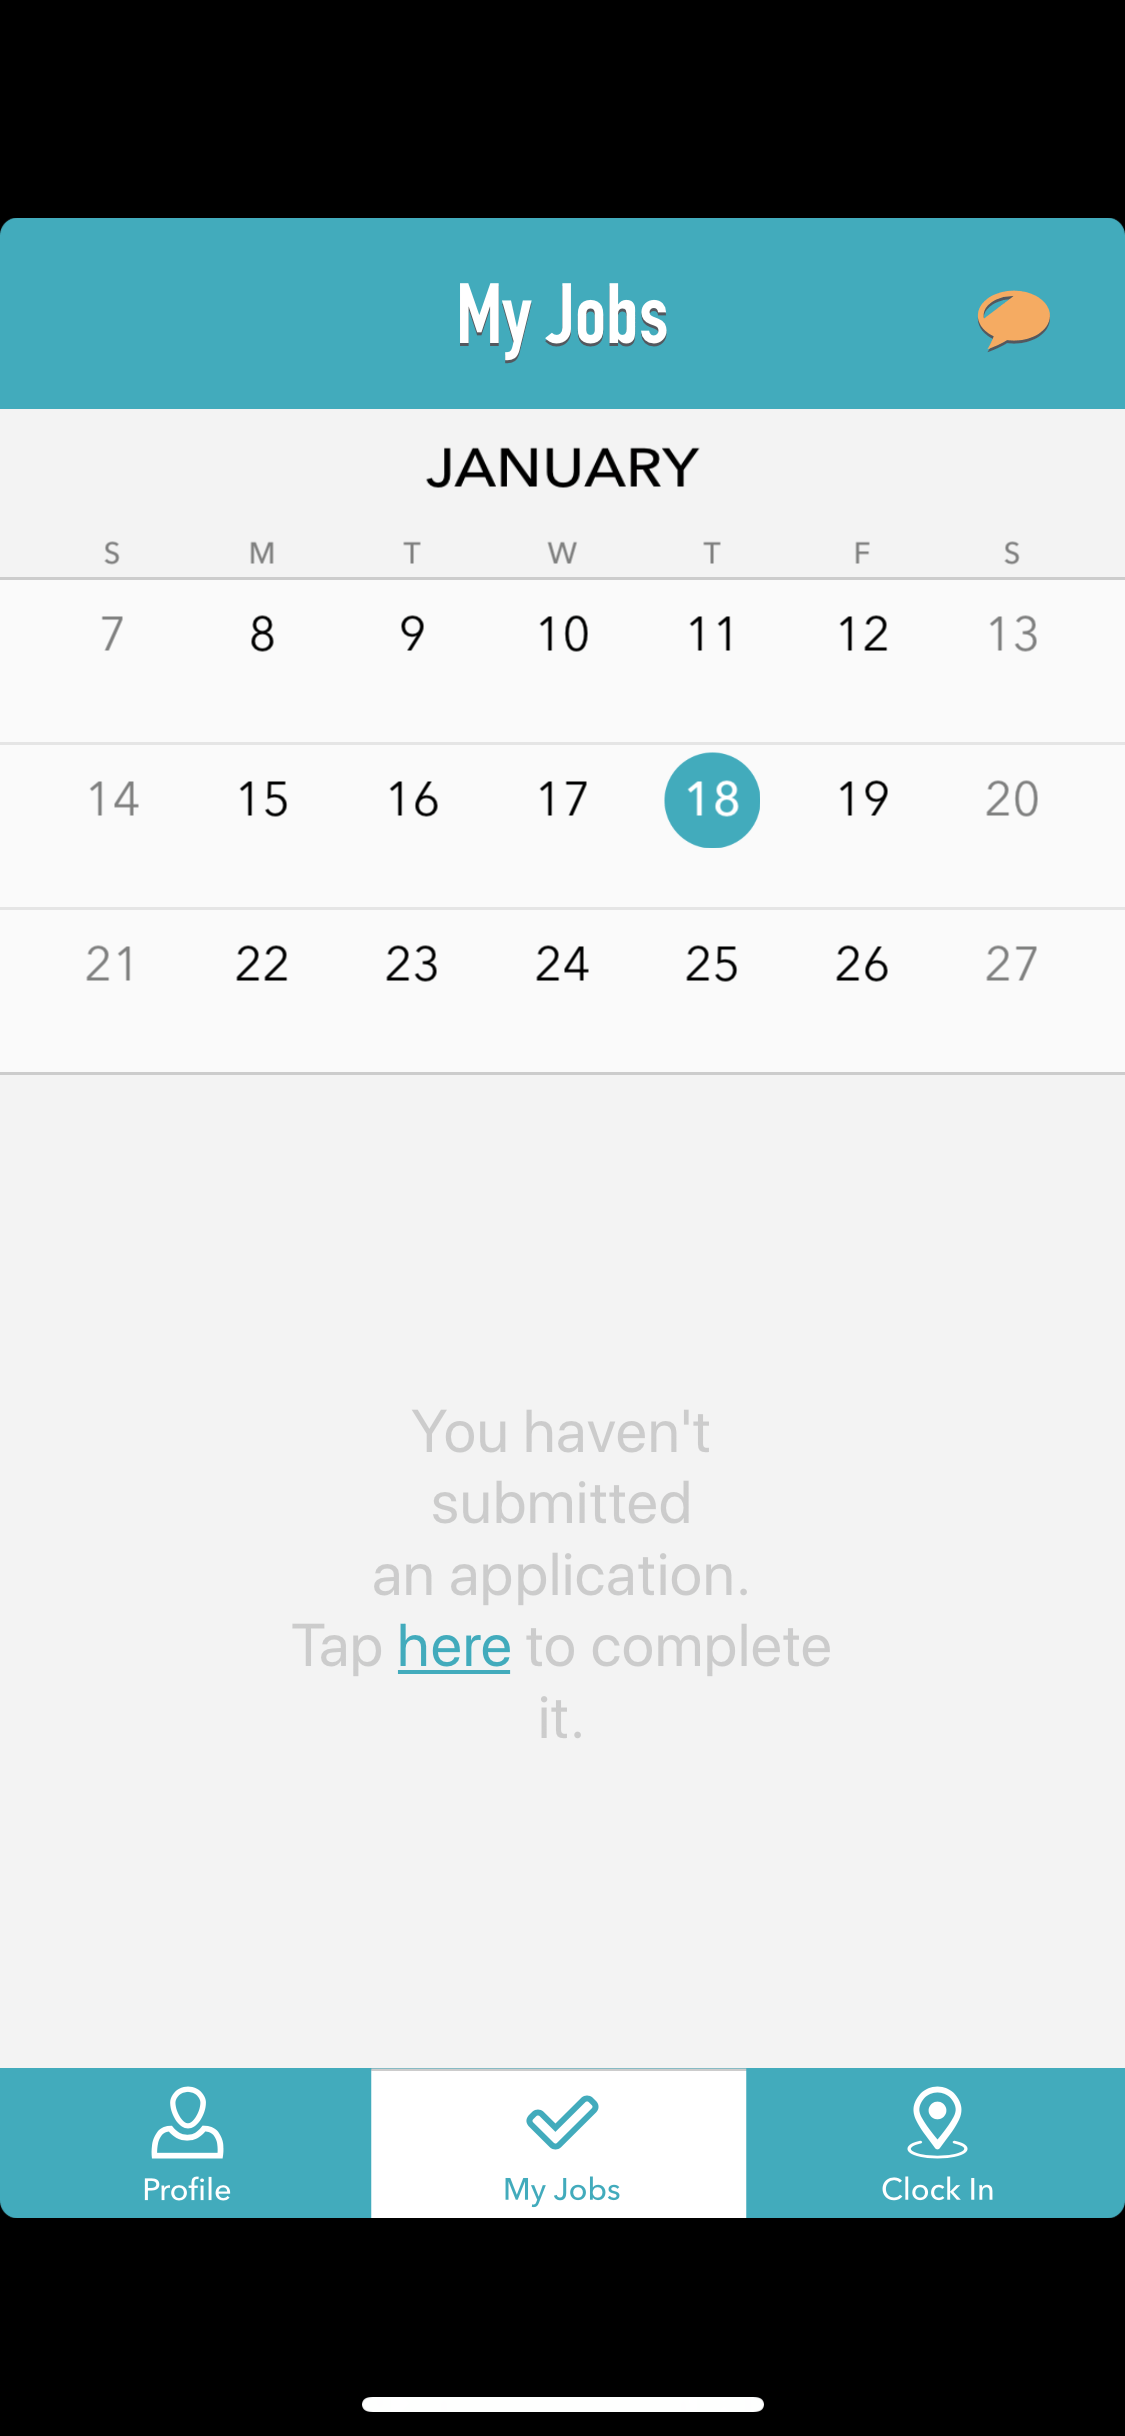 My Jobs
JANUARY
S M T W T F S
7 8 9 10 11 12 13
14 15 16 17 18 19 20
21 22 23 24 25 26 27
You haven't
submitted
an application.
Tap here to complete
it.
Profile My Jobs Clock In